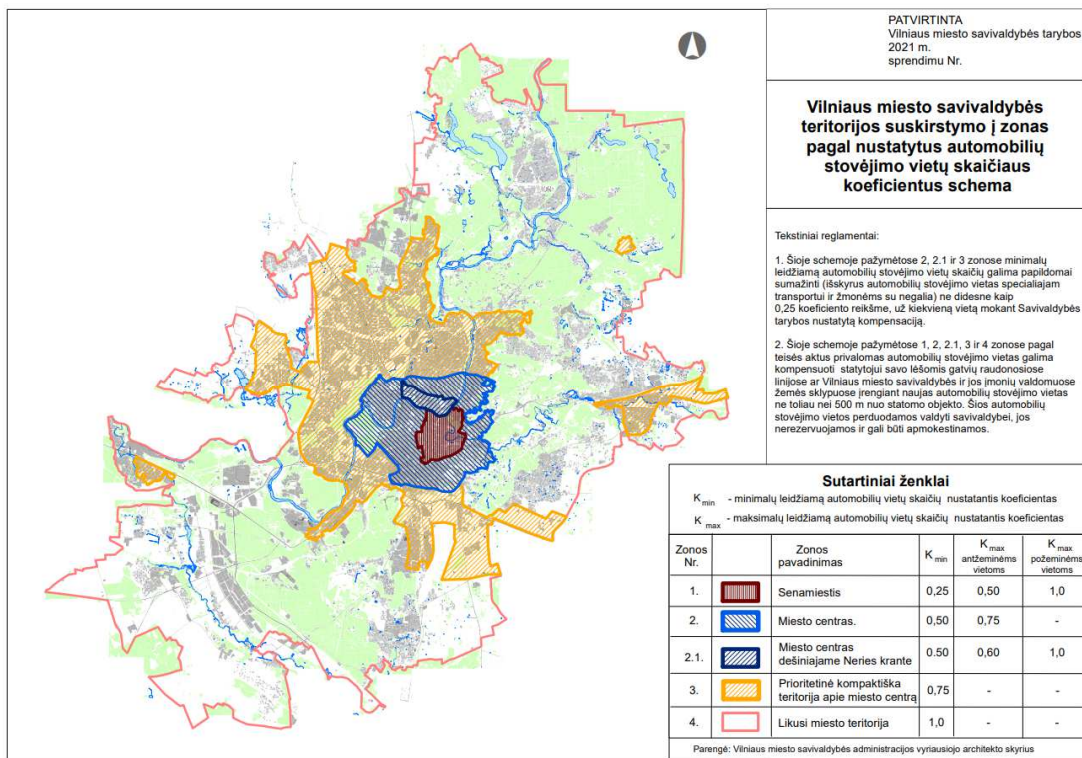 PATVIRTINTA
Vilniaus miesto savivaldybės tarybos
2021 m.
sprendimu Nr.
Vilniaus miesto savivaldybės
teritorijos suskirstymo į zonas
pagal nustatytus automobilių
stovėjimo vietų skaičiaus
koeficientus schema
Tekstiniai reglamentai:
1. Šioje schemoje pažymėtose 2, 2.1 ir 3 zonose minimalų
leidžiamą automobilių stovėjimo vietų skaičių galima papildomai
sumažinti (išskyrus automobilių stovėjimo vietas specialiajam
transportui ir žmonėms su negalia) ne didesne kaip
0,25 koeficiento reikšme, už kiekvieną vietą mokant Savivaldybės
tarybos nustatytą kompensaciją.
2. Šioje schemoje pažymėtose 1, 2, 2.1, 3 ir 4 zonose pagal
teisės aktus privalomas automobilių stovėjimo vietas galima
kompensuoti statytojui savo lėšomis gatvių raudonosiose
linijose ar Vilniaus miesto savivaldybės ir jos įmonių valdomuose
žemės sklypuose įrengiant naujas automobilių stovėjimo vietas
ne toliau nei 500 m nuo statomo objekto. Šios automobilių
stovėjimo vietos perduodamos valdyti savivaldybei, jos
nerezervuojamos ir gali būti apmokestinamos.
Sutartiniai ženklai
K min - minimalų leidžiamą automobilių vietų skaičių nustatantis koeficientas
K max - maksimalų leidžiamą automobilių vietų skaičių nustatantis koeficientas
Zonos Nr. Zonos pavadinimas K min K max antžeminėms vietoms K max požeminėms vietoms
1. Senamiestis 0,25 0,50 1,0
2. Miesto centras. 0,50 0,75 -
2.1. Miesto centras dešiniajame Neries krante 0.50 0,60 1,0
3. Prioritetinė kompaktiška teritorija apie miesto centrą 0,75 - -
4. Likusi miesto teritorija 1,0 - -
Parengė: Vilniaus miesto savivaldybės administracijos vyriausiojo architekto skyrius